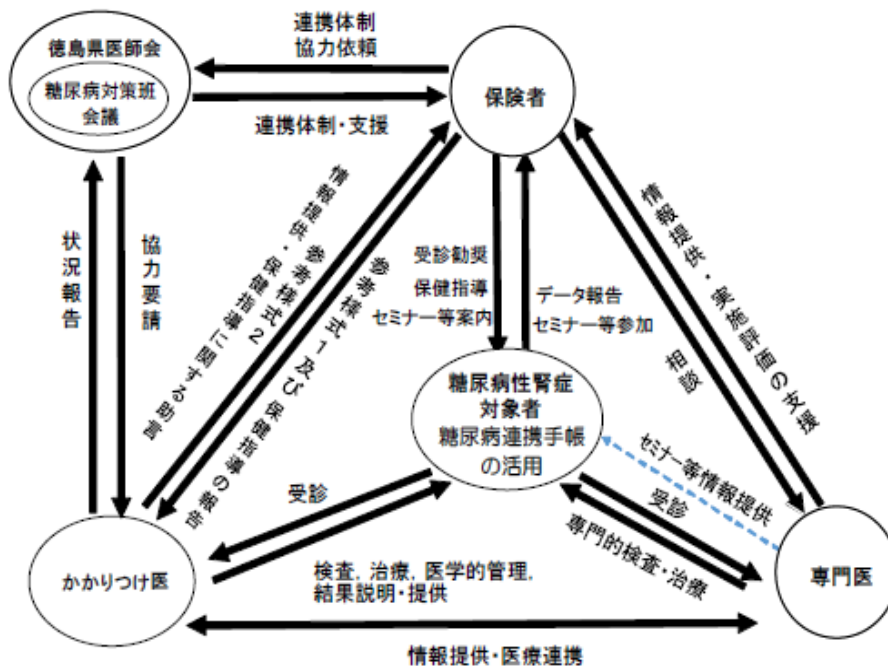 連携体制
協力依頼
徳島県医師会
糖尿病対策班
会議
保険者
連携体制・支援
状況報告
協力要請
情報提供・参考様式2
保健指導に関する助言
参考様式1及び
保健指導の報告
受診勧奨
保健指導
セミナー等案内
データ報告
セミナー等参加
情報提供・実施評価の支援
相談
糖尿病性腎症
対象者
糖尿病連携手帳
の活用
セミナー等情報提供
受診
受診
専門的検査・治療
かかりつけ医
検査, 治療, 医学的管理,
結果説明・提供
専門医
情報提供・医療連携